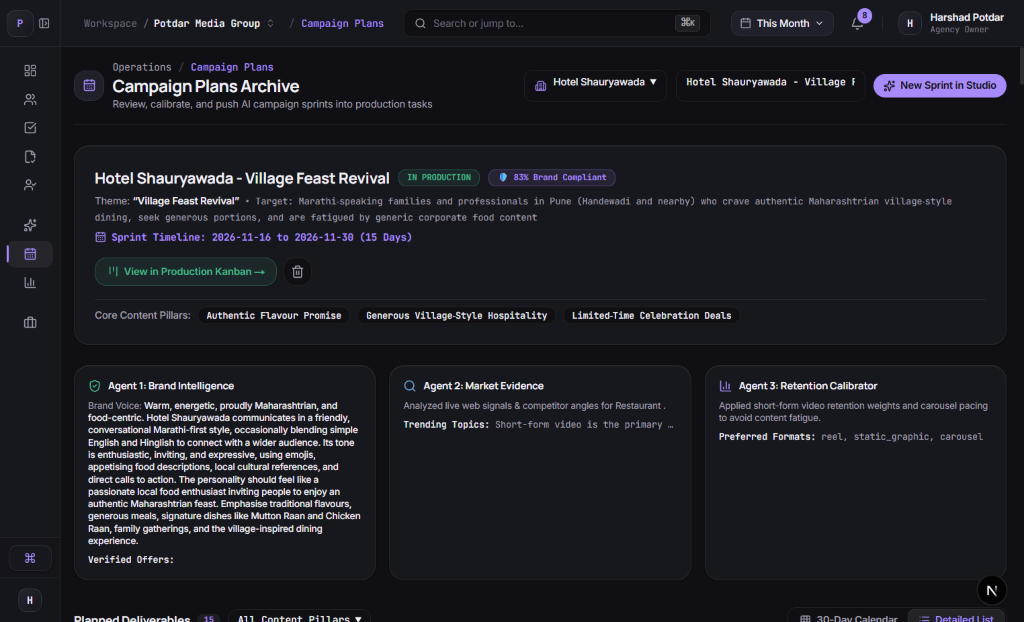 P
Workspace / Potdar Media Group / Campaign Plans
Search or jump to...
⌘K
This Month
8
H
Harshad Potdar
Agency Owner
Operations / Campaign Plans
Campaign Plans Archive
Review, calibrate, and push AI campaign sprints into production tasks
Hotel Shauryawada ▼
Hotel Shauryawada - Village F
New Sprint in Studio
Hotel Shauryawada - Village Feast Revival
IN PRODUCTION
83% Brand Compliant
Theme: "Village Feast Revival" • Target: Marathi-speaking families and professionals in Pune (Handewadi and nearby) who crave authentic Maharashtrian village-style
dining, seek generous portions, and are fatigued by generic corporate food content
Sprint Timeline: 2026-11-16 to 2026-11-30 (15 Days)
View in Production Kanban →
Core Content Pillars: Authentic Flavour Promise Generous Village-Style Hospitality Limited-Time Celebration Deals
Agent 1: Brand Intelligence
Brand Voice: Warm, energetic, proudly Maharashtrian, and
food-centric. Hotel Shauryawada communicates in a friendly,
conversational Marathi-first style, occasionally blending simple
English and Hinglish to connect with a wider audience. Its tone
is enthusiastic, inviting, and expressive, using emojis,
appetising food descriptions, local cultural references, and
direct calls to action. The personality should feel like a
passionate local food enthusiast inviting people to enjoy an
authentic Maharashtrian feast. Emphasise traditional flavours,
generous meals, signature dishes like Mutton Raan and Chicken
Raan, family gatherings, and the village-inspired dining
experience.
Verified Offers:
Agent 2: Market Evidence
Analyzed live web signals & competitor angles for Restaurant .
Trending Topics: Short-form video is the primary …
Agent 3: Retention Calibrator
Applied short-form video retention weights and carousel pacing
to avoid content fatigue.
Preferred Formats: reel, static_graphic, carousel
⌘
H
N
Planned Deliverables 15 All Content Pillars ▼
30-Day Calendar
Detailed List